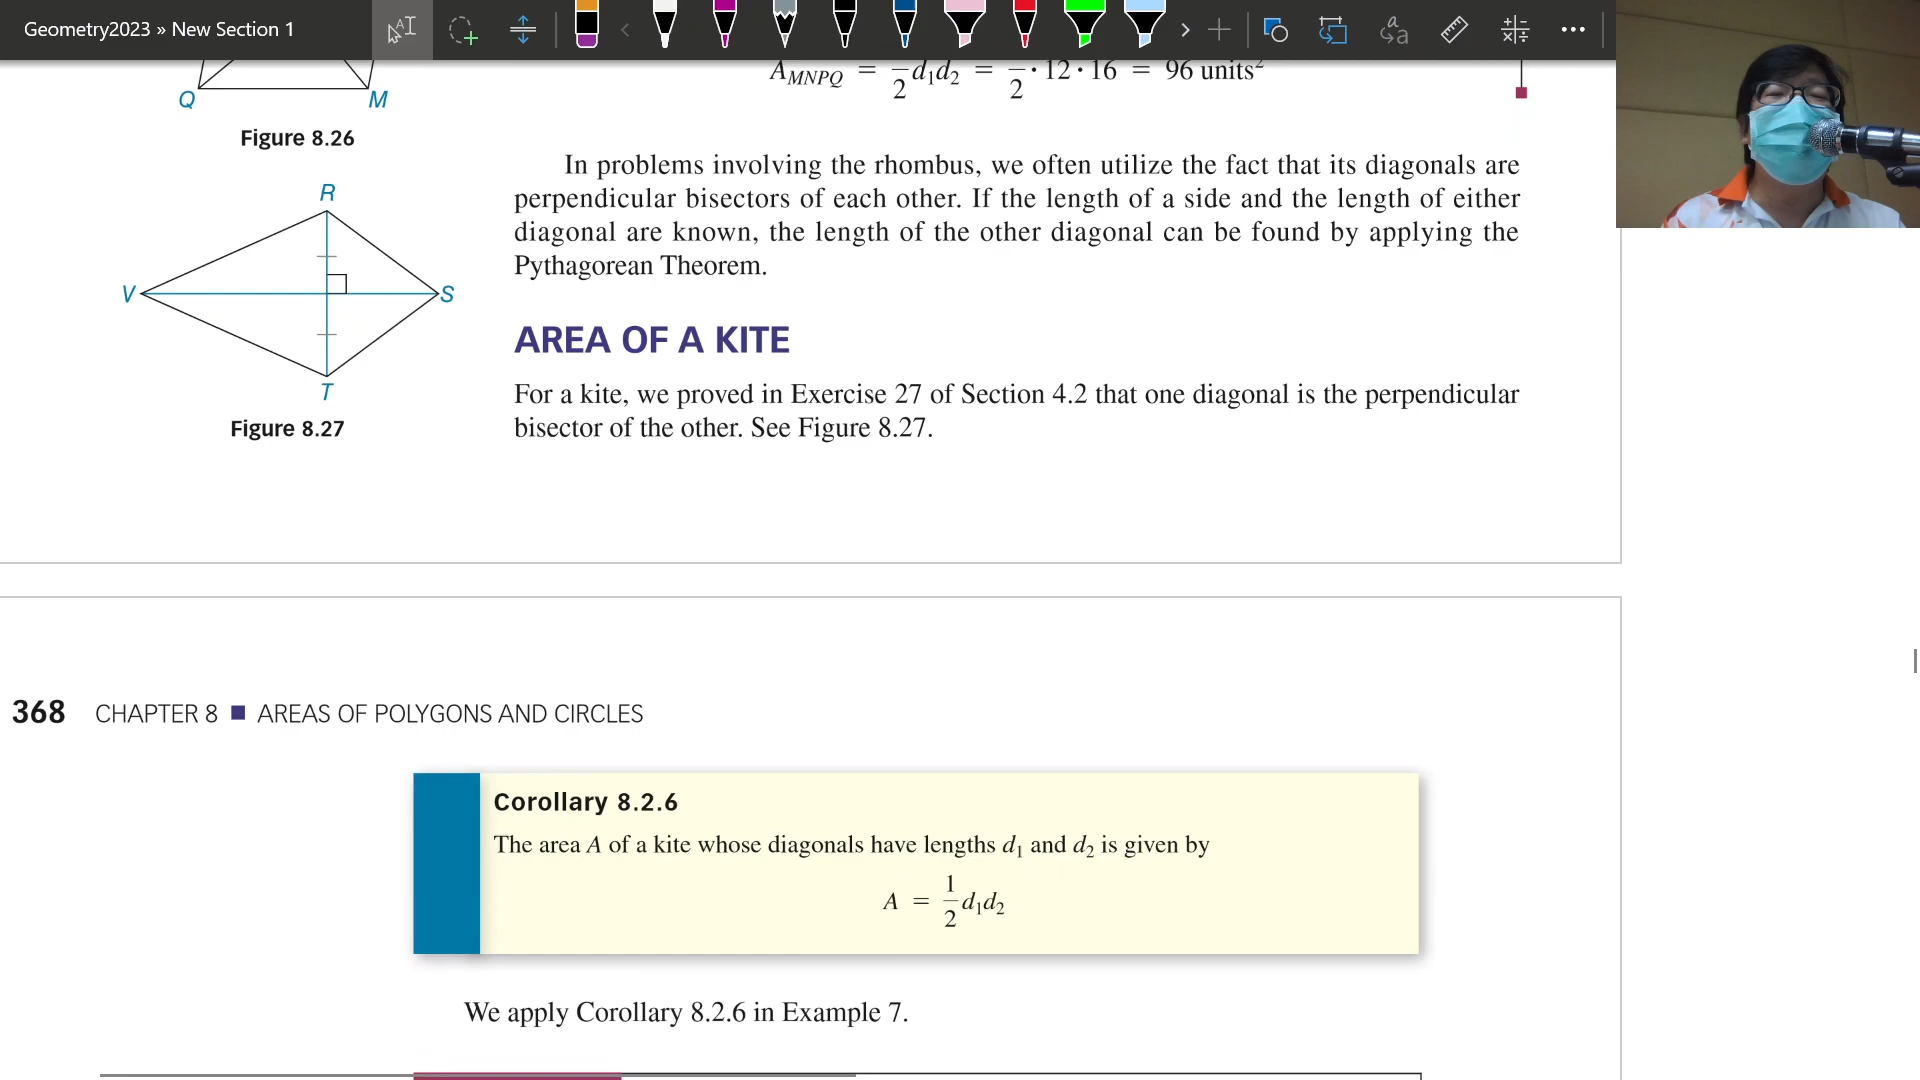 Geometry2023 » New Section 1
Q
M
A_MNPQ = 1/2 d₁d₂ = 1/2 · 12 · 16 = 96 units²
Figure 8.26
In problems involving the rhombus, we often utilize the fact that its diagonals are
perpendicular bisectors of each other. If the length of a side and the length of either
diagonal are known, the length of the other diagonal can be found by applying the
Pythagorean Theorem.
R
V
S
T
Figure 8.27
AREA OF A KITE
For a kite, we proved in Exercise 27 of Section 4.2 that one diagonal is the perpendicular
bisector of the other. See Figure 8.27.
368 CHAPTER 8 ■ AREAS OF POLYGONS AND CIRCLES
Corollary 8.2.6
The area A of a kite whose diagonals have lengths d₁ and d₂ is given by
A = 1/2 d₁d₂
We apply Corollary 8.2.6 in Example 7.